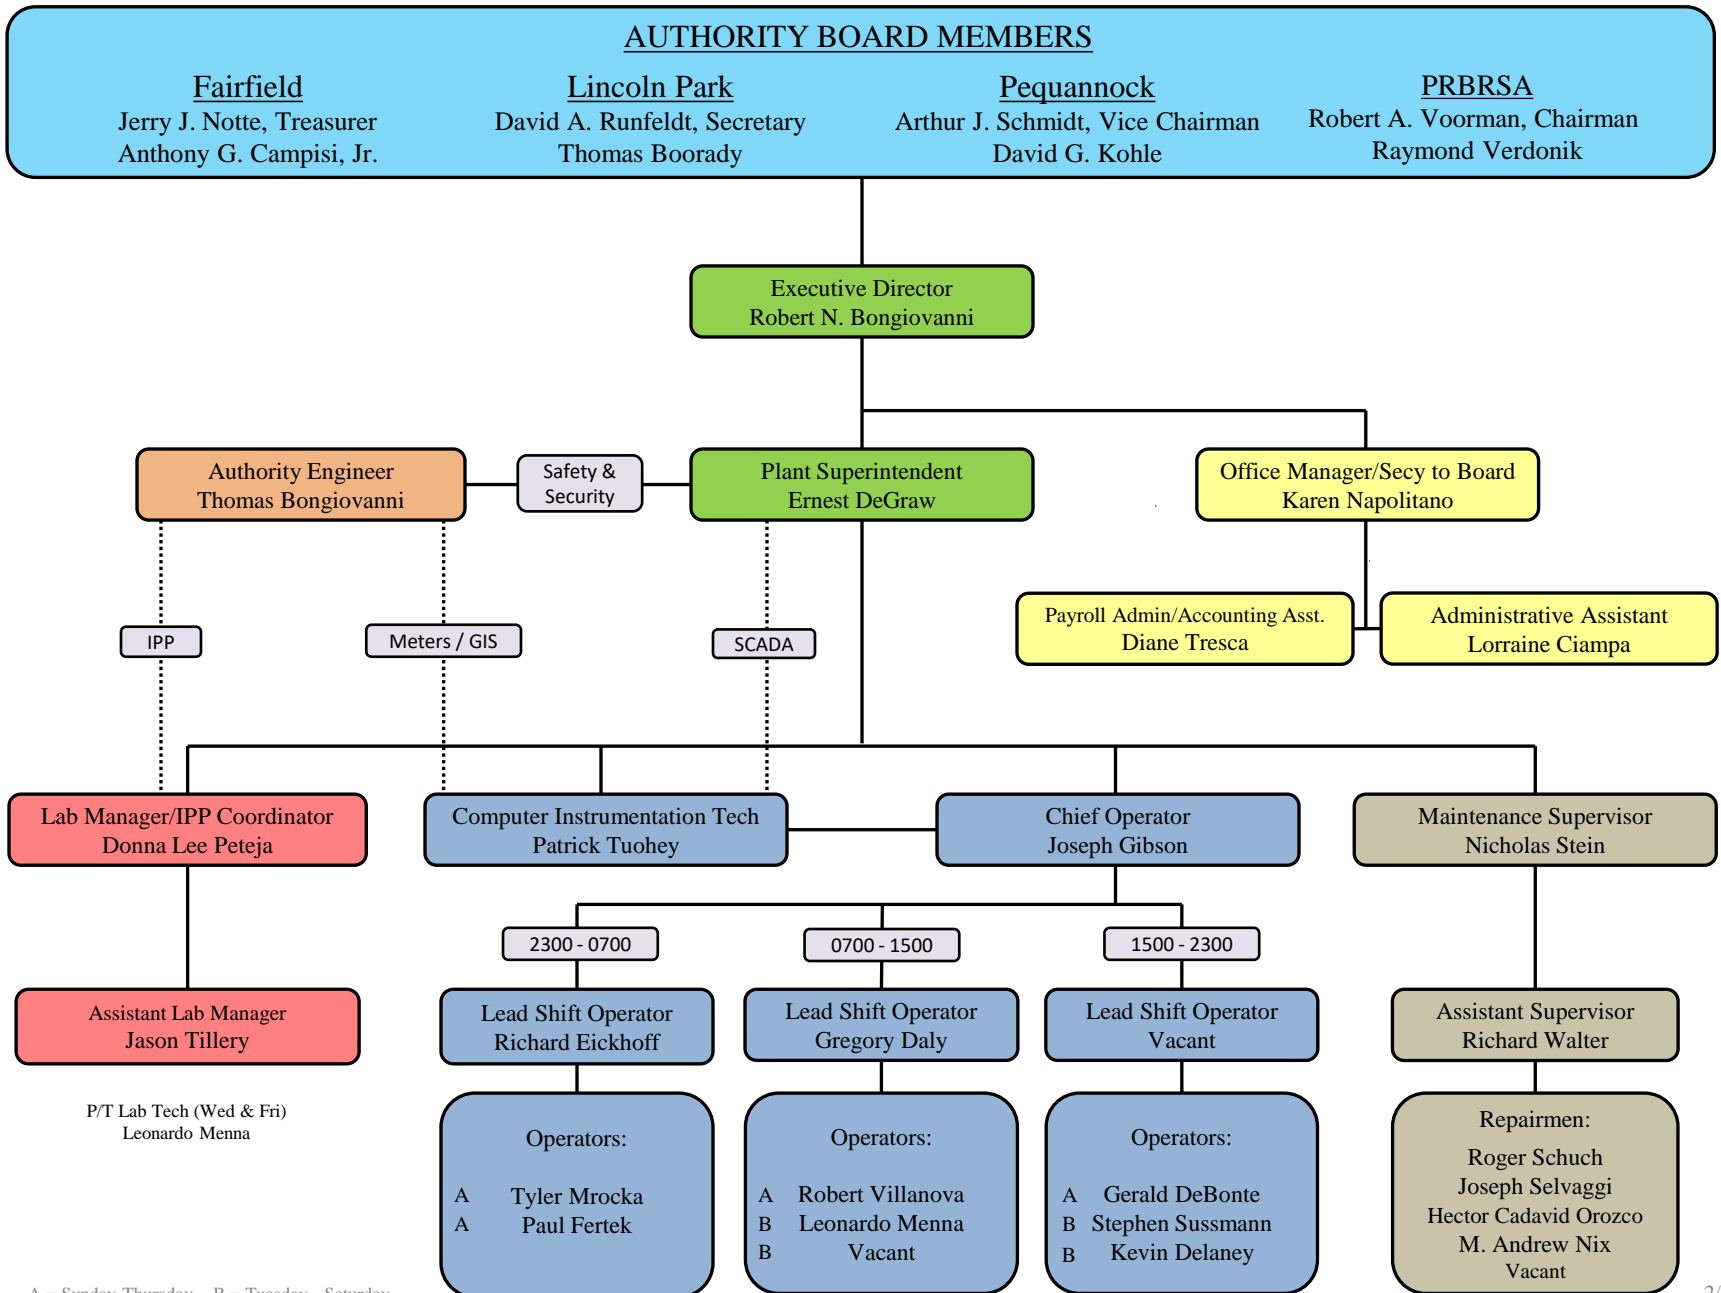 AUTHORITY BOARD MEMBERS
Fairfield
Jerry J. Notte, Treasurer
Anthony G. Campisi, Jr.
Lincoln Park
David A. Runfeldt, Secretary
Thomas Boorady
Pequannock
Arthur J. Schmidt, Vice Chairman
David G. Kohle
PRBRSA
Robert A. Voorman, Chairman
Raymond Verdonik
Executive Director
Robert N. Bongiovanni
Authority Engineer
Thomas Bongiovanni
Safety &
Security
Plant Superintendent
Ernest DeGraw
Office Manager/Secy to Board
Karen Napolitano
Payroll Admin/Accounting Asst.
Diane Tresca
Administrative Assistant
Lorraine Ciampa
IPP
Meters / GIS
SCADA
Lab Manager/IPP Coordinator
Donna Lee Peteja
Computer Instrumentation Tech
Patrick Tuohey
Chief Operator
Joseph Gibson
Maintenance Supervisor
Nicholas Stein
2300 - 0700
0700 - 1500
1500 - 2300
Assistant Lab Manager
Jason Tillery
Lead Shift Operator
Richard Eickhoff
Lead Shift Operator
Gregory Daly
Lead Shift Operator
Vacant
Assistant Supervisor
Richard Walter
P/T Lab Tech (Wed & Fri)
Leonardo Menna
Operators:
A Tyler Mrocka
A Paul Fertek
Operators:
A Robert Villanova
B Leonardo Menna
B Vacant
Operators:
A Gerald DeBonte
B Stephen Sussmann
B Kevin Delaney
Repairmen:
Roger Schuch
Joseph Selvaggi
Hector Cadavid Orozco
M. Andrew Nix
Vacant
A = Sunday-Thursday B = Tuesday - Saturday
2/